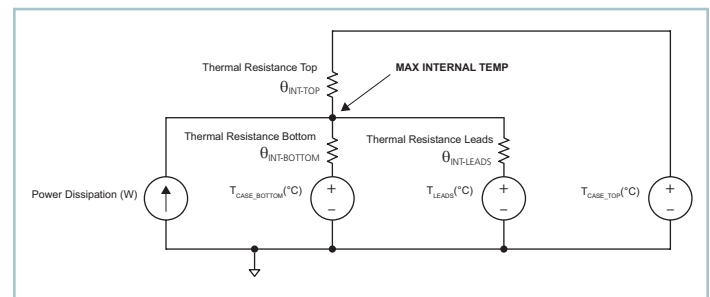 Thermal Resistance Top
θINT-TOP
MAX INTERNAL TEMP
Thermal Resistance Bottom
θINT-BOTTOM
Thermal Resistance Leads
θINT-LEADS
Power Dissipation (W)
TCASE_BOTTOM(°C)
+
–
TLEADS(°C)
+
–
TCASE_TOP(°C)
+
–